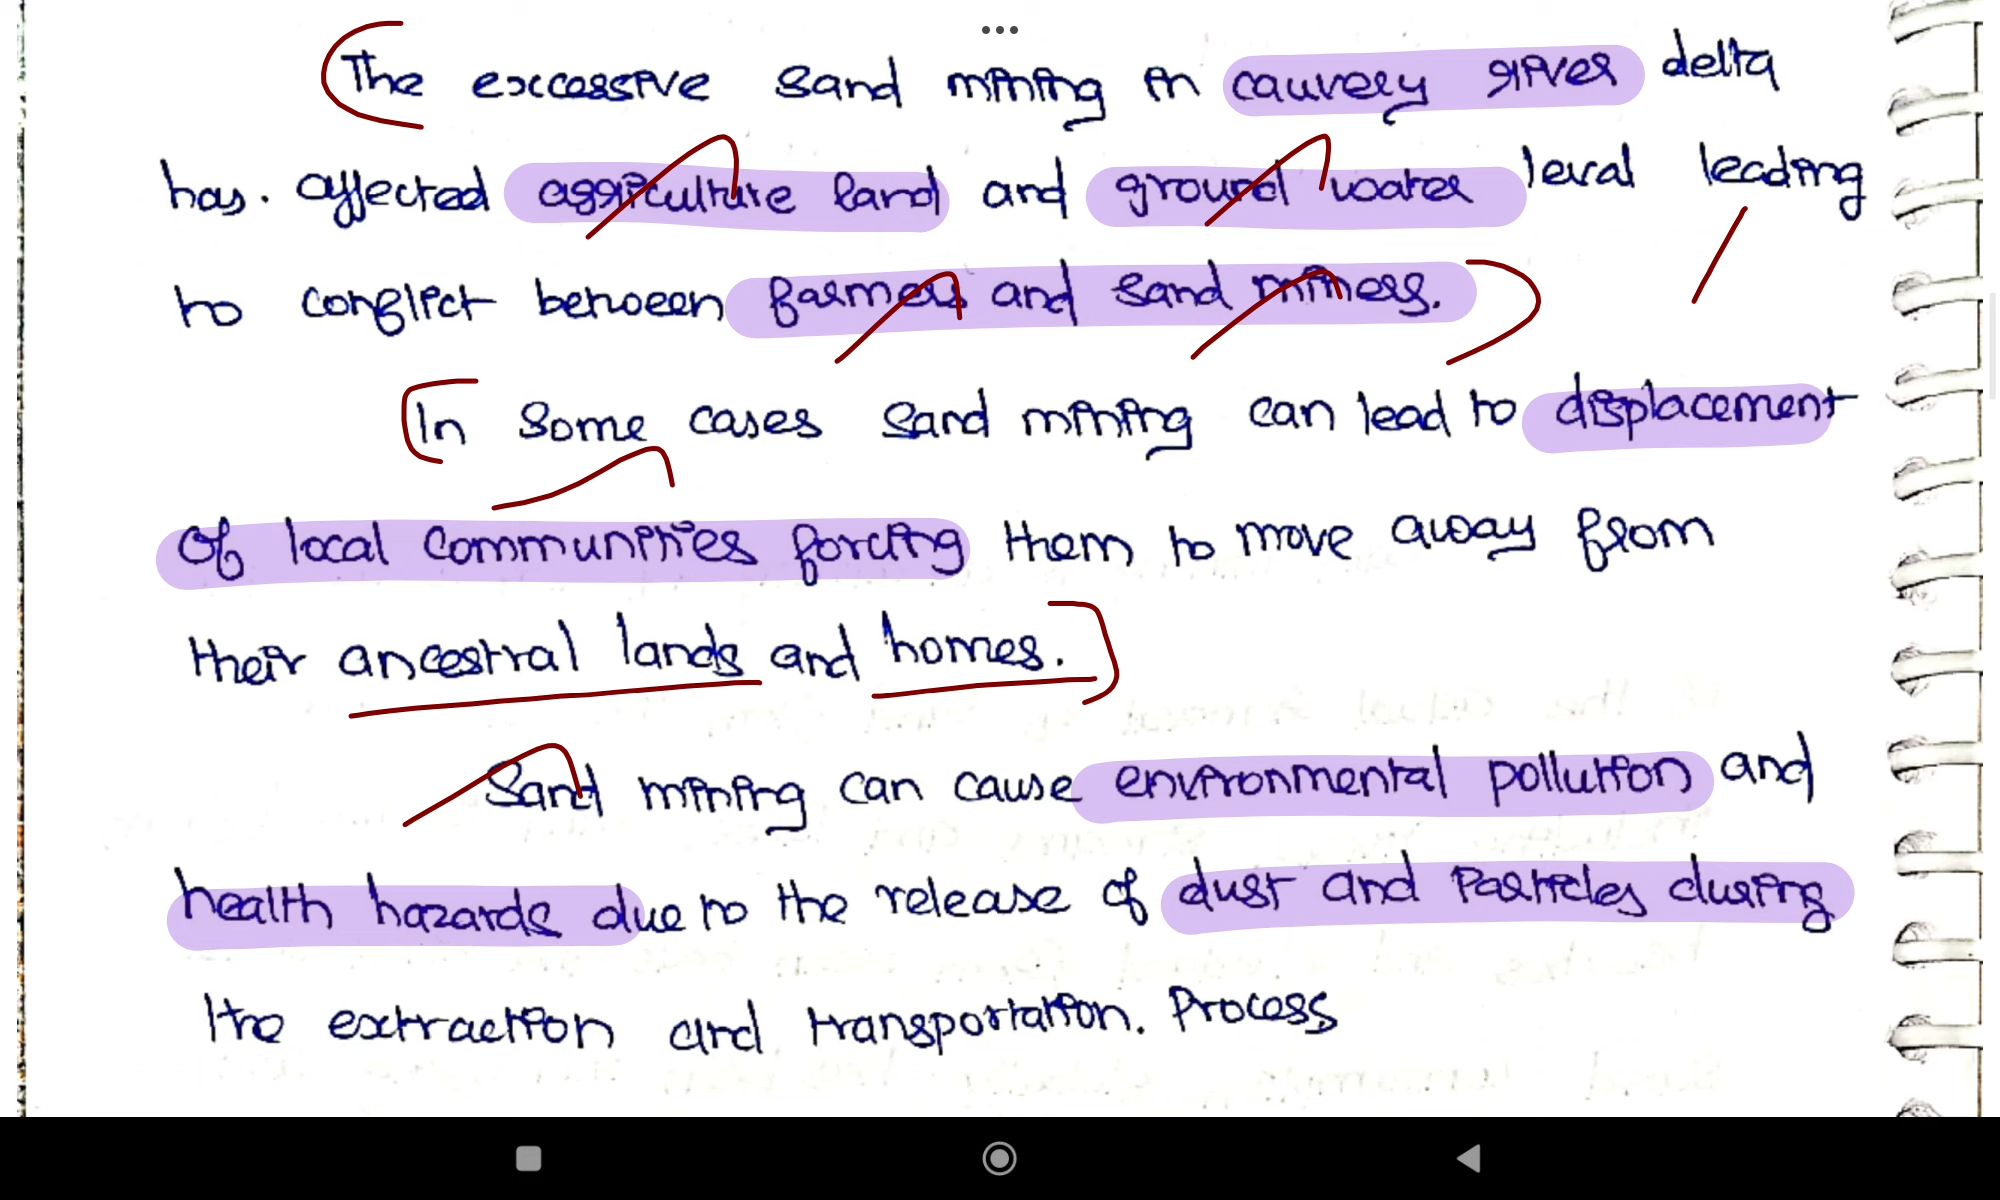 The excessive sand mining in cauvery river delta
has. affected agriculture land and ground water leval leading
to conflict between farmers and sand miners.
In some cases sand mining can lead to displacement
Of local communities forcing them to move away from
their ancestral lands and homes.
Sand mining can cause environmental pollution and
health hazards due to the release of dust and Particles during
the extraction and transportation. Process